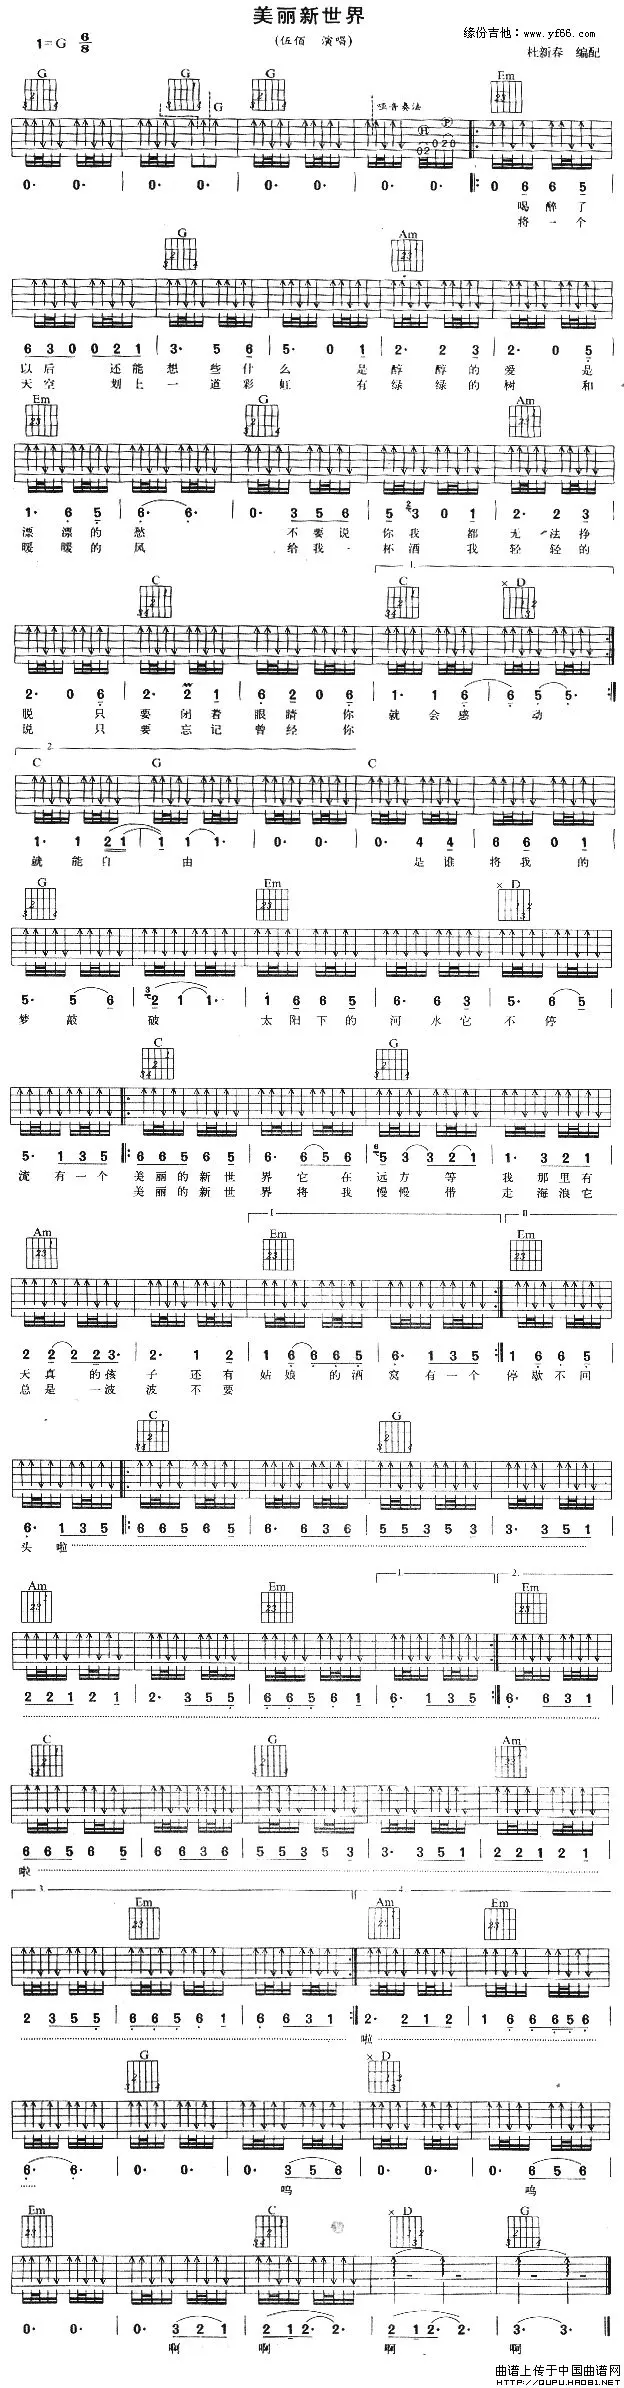 美丽新世界
(伍佰 演唱)
缘份吉他：www.yf66.com
杜新春 编配
1=G 6/8
G G G G 哑音奏法 Em
H P
0· 0· 0· 0· 0· 0· 0· 0· 0 6 6 5
喝醉了
将一个
G Am
6 3 0 0 2 1 3· 5 6 5 0 1 2· 2 3 2· 0 5
以后 还能想些什么 是醇醇的爱 是
天空 划上一道彩虹 有绿绿的树 和
Em G Am
1· 6 5 6· 6· 0· 3 5 6 5 3 0 1 2· 2 3
漂漂的愁 不要说你我 都无法挣
暖暖的风 给我一杯酒 我轻轻的
C C × D
1.
2· 0 6 2· 2 1 6 2 0 6 1· 1 6 6 5 5·
脱 只要闭着眼睛你就会感动
说 只要忘记曾经你
2.
C G C
1· 1 2 1 1 1 1· 0· 0· 0· 4 4 6 6 0 1
就能自由 是谁将我的
G Em × D
5· 5 6 2 1 1· 1 6 6 5 6· 6 3 5· 6 5
梦敲破 太阳下的河水它不停
C G
5· 1 3 5 6 6 5 6 5 6· 6 5 6 5 3 3 2 1 1· 3 2 1
流 有一个美丽的新世界它在远方等我那里有
美丽的新世界将我慢慢带走海浪它
Am I Em II Em
2 2 2 2 3· 2· 1 2 1 6 6 6 5 6· 1 3 5 1 6 6 5
天真的孩子还有姑娘的酒窝有一个停歇不问
总是一波波不要
C G
6· 1 3 5 6 6 5 6 5 6· 6 3 6 5 5 3 5 3 3· 3 5 1
头 啦
Am Em 1. 2. Em
2 2 1 2 1 2· 3 5 5 6 6 5 6 1 6· 1 3 5 6· 6 3 1
C G Am
6 6 5 6 5 6 6 3 6 5 5 3 5 3 3· 3 5 1 2 2 1 2 1
啦
3. Em 4. Am Em
2 3 5 5 6 6 5 6 1 6 6 3 1 2· 2 1 2 1 6 6 6 5 6
啦
G × D
6· 6· 0· 0· 0· 3 5 6 0· 0· 0· 6 5 6
呜 呜
Em C × D G
0· 0· 0· 3 2 1 2 1 2 2· 2 1 2 2· 3· 3·
啊 啊 啊 啊
曲谱上传于中国曲谱网
HTTP://QUPU.HAO81.NET